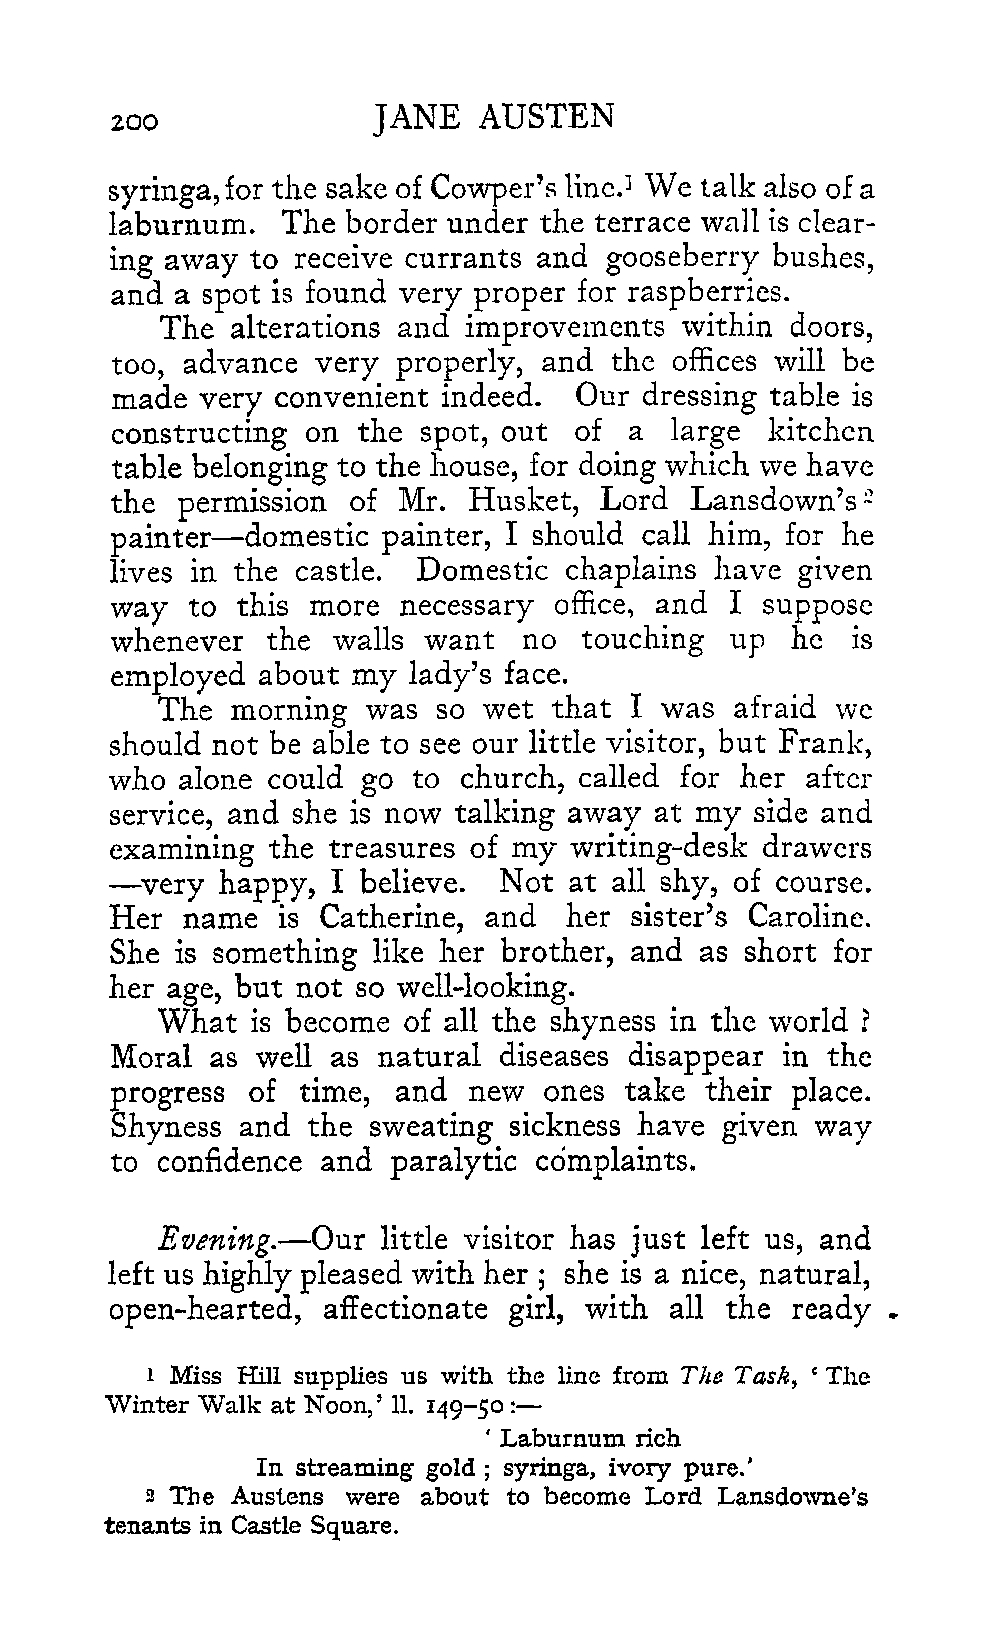 200 JANE AUSTEN
syringa, for the sake of Cowper's line.¹ We talk also of a
laburnum. The border under the terrace wall is clear-
ing away to receive currants and gooseberry bushes,
and a spot is found very proper for raspberries.
The alterations and improvements within doors,
too, advance very properly, and the offices will be
made very convenient indeed. Our dressing table is
constructing on the spot, out of a large kitchen
table belonging to the house, for doing which we have
the permission of Mr. Husket, Lord Lansdown's²
painter—domestic painter, I should call him, for he
lives in the castle. Domestic chaplains have given
way to this more necessary office, and I suppose
whenever the walls want no touching up he is
employed about my lady's face.
The morning was so wet that I was afraid we
should not be able to see our little visitor, but Frank,
who alone could go to church, called for her after
service, and she is now talking away at my side and
examining the treasures of my writing-desk drawers
—very happy, I believe. Not at all shy, of course.
Her name is Catherine, and her sister's Caroline.
She is something like her brother, and as short for
her age, but not so well-looking.
What is become of all the shyness in the world ?
Moral as well as natural diseases disappear in the
progress of time, and new ones take their place.
Shyness and the sweating sickness have given way
to confidence and paralytic complaints.
Evening.—Our little visitor has just left us, and
left us highly pleased with her ; she is a nice, natural,
open-hearted, affectionate girl, with all the ready
¹ Miss Hill supplies us with the line from The Task, ‘ The
Winter Walk at Noon,’ ll. 149–50 :—
‘ Laburnum rich
In streaming gold ; syringa, ivory pure.’
² The Austens were about to become Lord Lansdowne's
tenants in Castle Square.